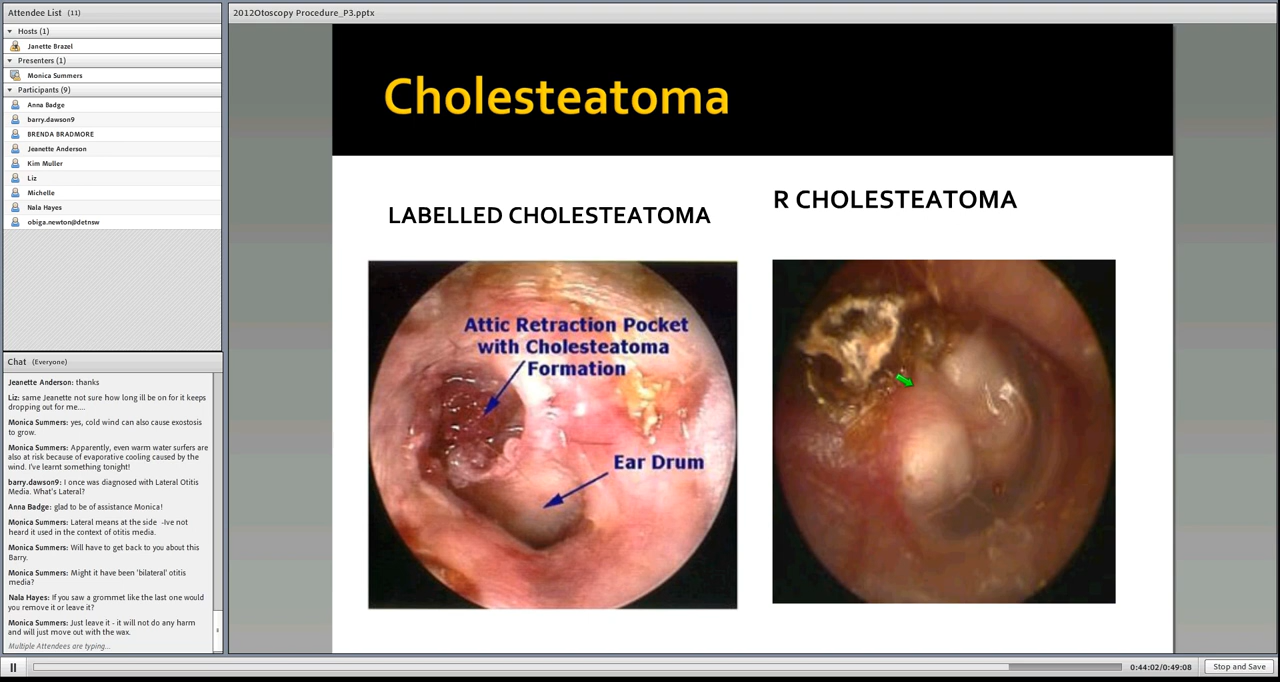 Attendee List (11)
Hosts (1)
Janette Brazel
Presenters (1)
Monica Summers
Participants (9)
Anna Badge
barry.dawson9
BRENDA BRADMORE
Jeanette Anderson
Kim Muller
Liz
Michelle
Nala Hayes
obiga.newton@detnsw
Chat (Everyone)
Jeanette Anderson: thanks
Liz: same Jeanette not sure how long ill be on for it keeps
dropping out for me....
Monica Summers: yes, cold wind can also cause exostosis
to grow.
Monica Summers: Apparently, even warm water surfers are
also at risk because of evaporative cooling caused by the
wind. I've learnt something tonight!
barry.dawson9: I once was diagnosed with Lateral Otitis
Media. What's Lateral?
Anna Badge: glad to be of assistance Monica!
Monica Summers: Lateral means at the side -Ive not
heard it used in the context of otitis media.
Monica Summers: Will have to get back to you about this
Barry.
Monica Summers: Might it have been 'bilateral' otitis
media?
Nala Hayes: If you saw a grommet like the last one would
you remove it or leave it?
Monica Summers: Just leave it - it will not do any harm
and will just move out with the wax.
Multiple Attendees are typing...
2012Otoscopy Procedure_P3.pptx
Cholesteatoma
LABELLED CHOLESTEATOMA
R CHOLESTEATOMA
Attic Retraction Pocket
with Cholesteatoma
Formation
Ear Drum
0:44:02/0:49:08
Stop and Save